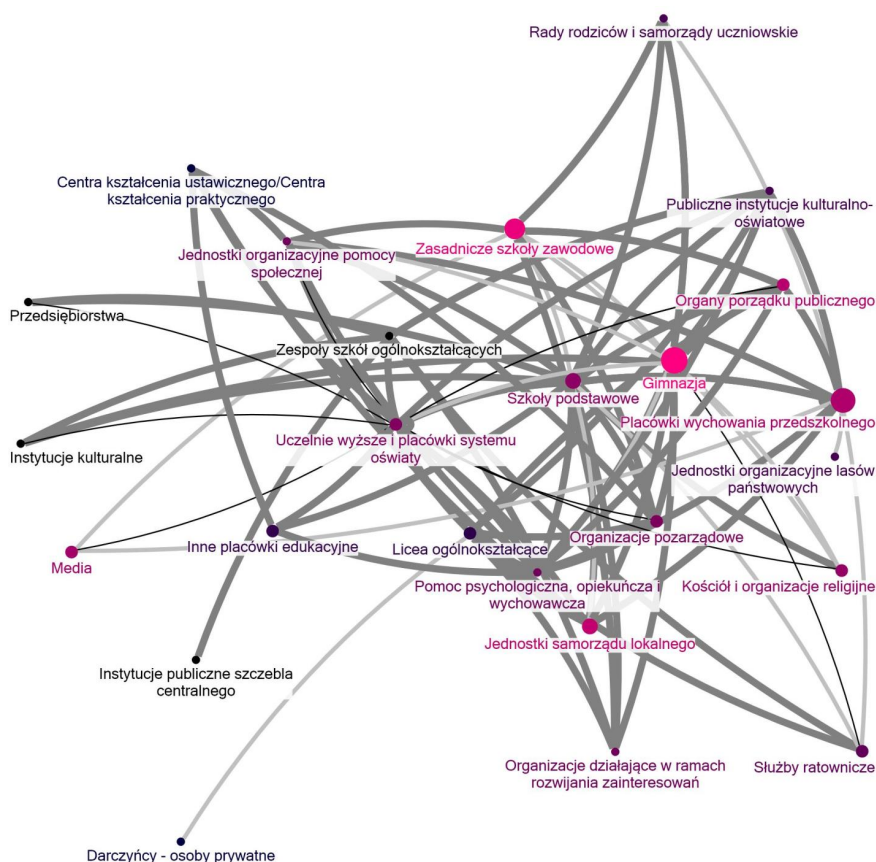 Rady rodziców i samorządy uczniowskie
Centra kształcenia ustawicznego/Centra
kształcenia praktycznego
Publiczne instytucje kulturalno-
oświatowe
Zasadnicze szkoły zawodowe
Jednostki organizacyjne pomocy
społecznej
Organy porządku publicznego
Przedsiębiorstwa
Zespoły szkół ogólnokształcących
Gimnazja
Szkoły podstawowe
Placówki wychowania przedszkolnego
Uczelnie wyższe i placówki systemu
oświaty
Instytucje kulturalne
Jednostki organizacyjne lasów
państwowych
Inne placówki edukacyjne
Licea ogólnokształcące
Organizacje pozarządowe
Media
Pomoc psychologiczna, opiekuńcza i
wychowawcza
Kościół i organizacje religijne
Jednostki samorządu lokalnego
Instytucje publiczne szczebla
centralnego
Organizacje działające w ramach
rozwijania zainteresowań
Służby ratownicze
Darczyńcy - osoby prywatne